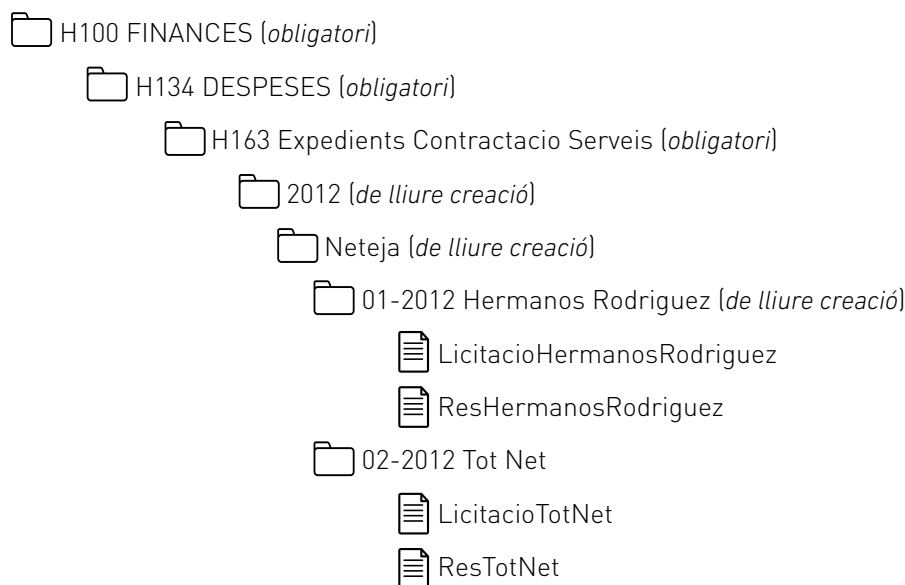 H100 FINANCES (obligatori)
H134 DESPESES (obligatori)
H163 Expedients Contractacio Serveis (obligatori)
2012 (de lliure creació)
Neteja (de lliure creació)
01-2012 Hermanos Rodriguez (de lliure creació)
LicitacioHermanosRodriguez
ResHermanosRodriguez
02-2012 Tot Net
LicitacioTotNet
ResTotNet